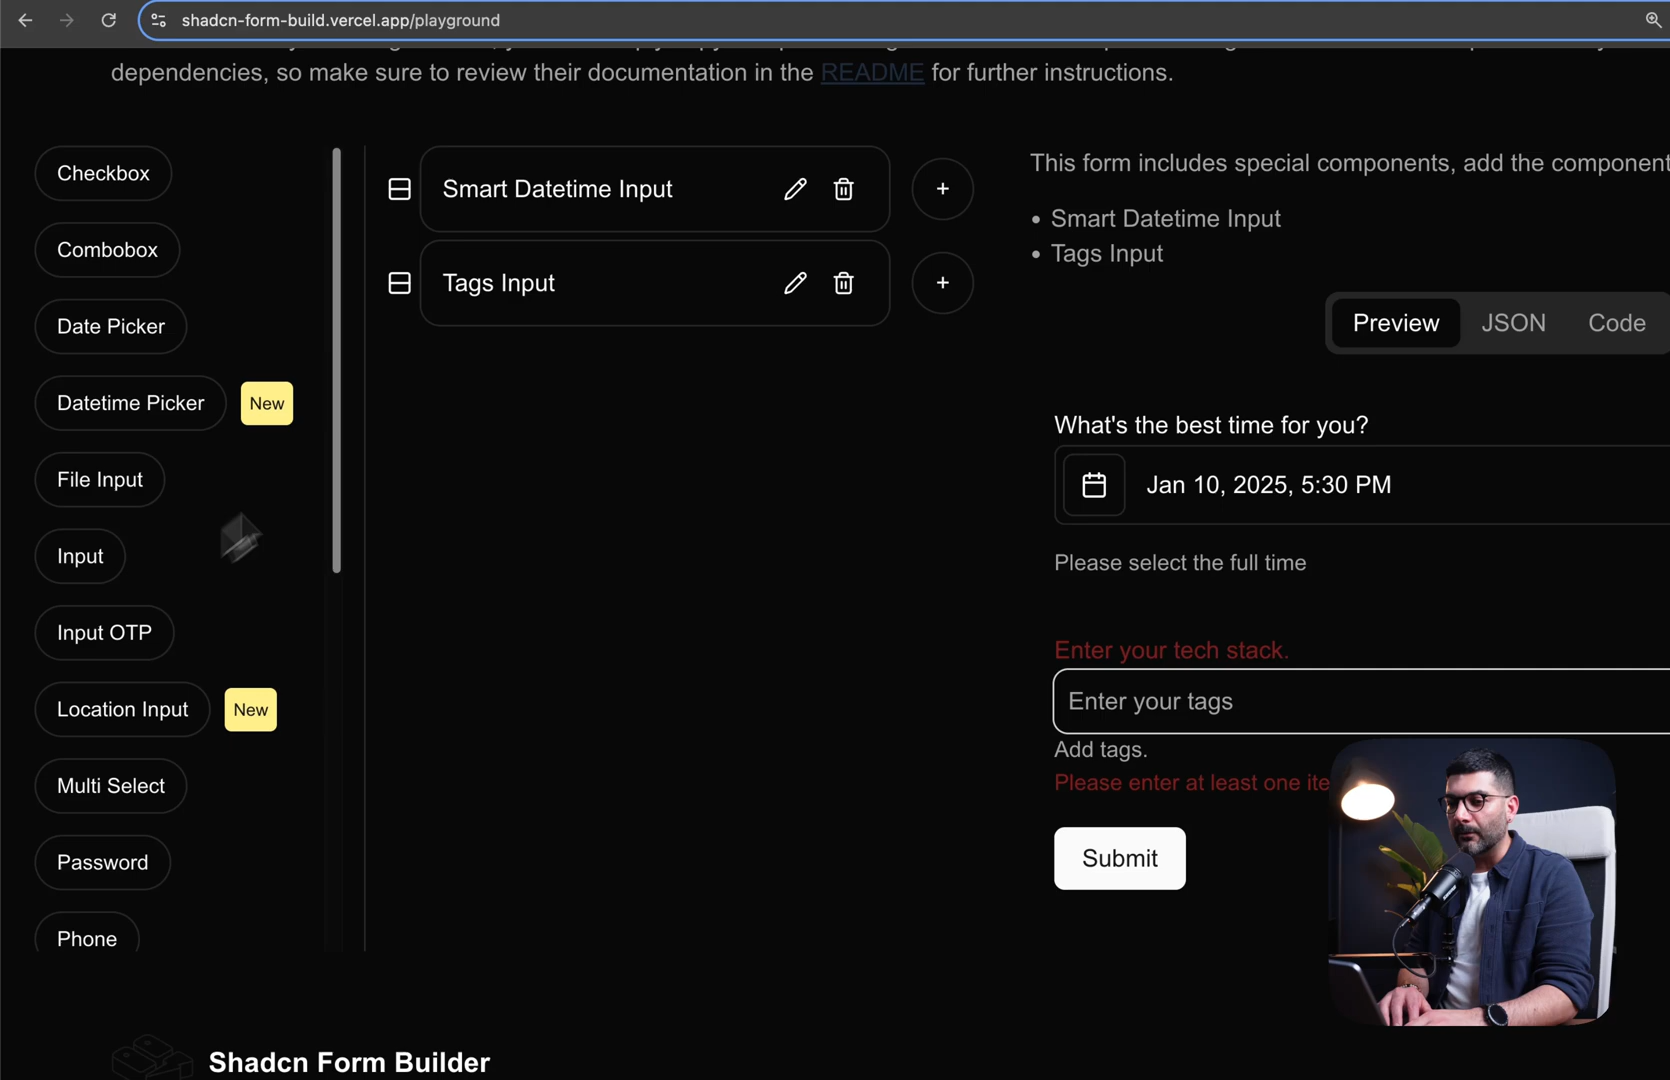 shadcn-form-build.vercel.app/playground
dependencies, so make sure to review their documentation in the README for further instructions.
Checkbox
Combobox
Date Picker
Datetime Picker New
File Input
Input
Input OTP
Location Input New
Multi Select
Password
Phone
Smart Datetime Input
Tags Input
This form includes special components, add the component
• Smart Datetime Input
• Tags Input
Preview JSON Code
What's the best time for you?
Jan 10, 2025, 5:30 PM
Please select the full time
Enter your tech stack.
Enter your tags
Add tags.
Please enter at least one ite
Submit
Shadcn Form Builder